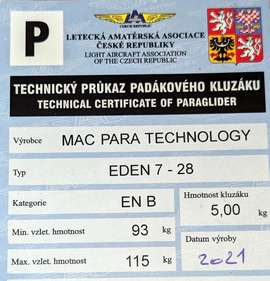 P
CZECH REPUBLIC
LETECKÁ AMATÉRSKÁ ASOCIACE
ČESKÉ REPUBLIKY
LIGHT AIRCRAFT ASSOCIATION
OF THE CZECH REPUBLIC
TECHNICKÝ PRŮKAZ PADÁKOVÉHO KLUZÁKU
TECHNICAL CERTIFICATE OF PARAGLIDER
Výrobce MAC PARA TECHNOLOGY
Typ EDEN 7 - 28
Kategorie EN B
Hmotnost kluzáku
5,00 kg
Min. vzlet. hmotnost 93 kg
Datum výroby
2021
Max. vzlet. hmotnost 115 kg